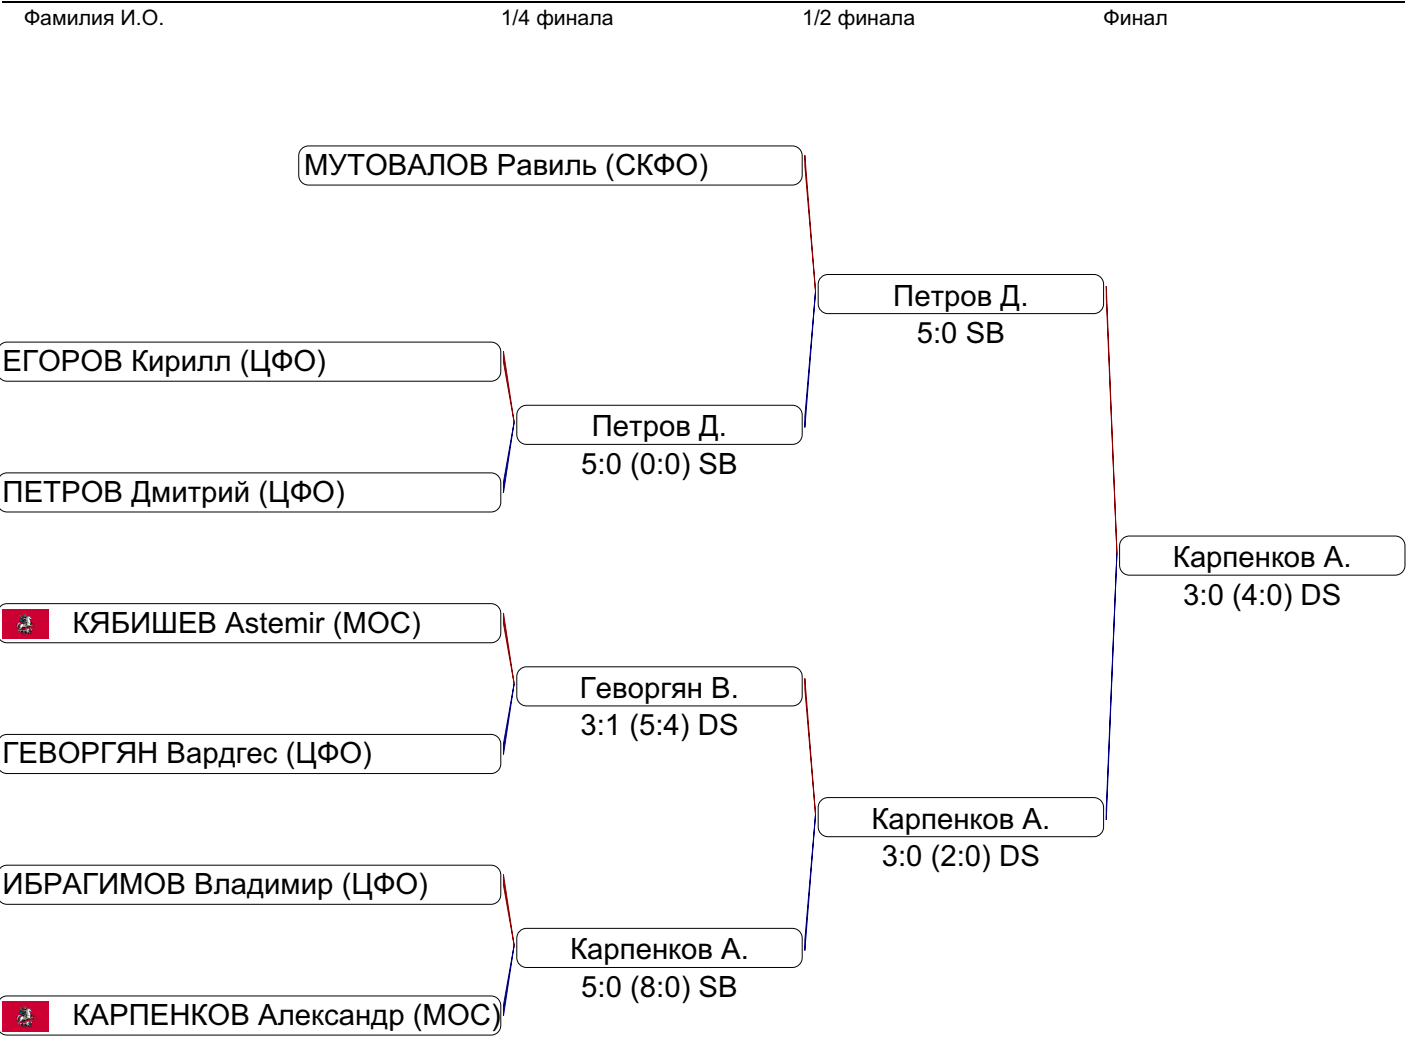 Фамилия И.О. 1/4 финала 1/2 финала Финал
МУТОВАЛОВ Равиль (СКФО)
Петров Д.
5:0 SB
ЕГОРОВ Кирилл (ЦФО)
Петров Д.
5:0 (0:0) SB
ПЕТРОВ Дмитрий (ЦФО)
Карпенков А.
3:0 (4:0) DS
КЯБИШЕВ Astemir (МОС)
Геворгян В.
3:1 (5:4) DS
ГЕВОРГЯН Вардгес (ЦФО)
Карпенков А.
3:0 (2:0) DS
ИБРАГИМОВ Владимир (ЦФО)
Карпенков А.
5:0 (8:0) SB
КАРПЕНКОВ Александр (МОС)